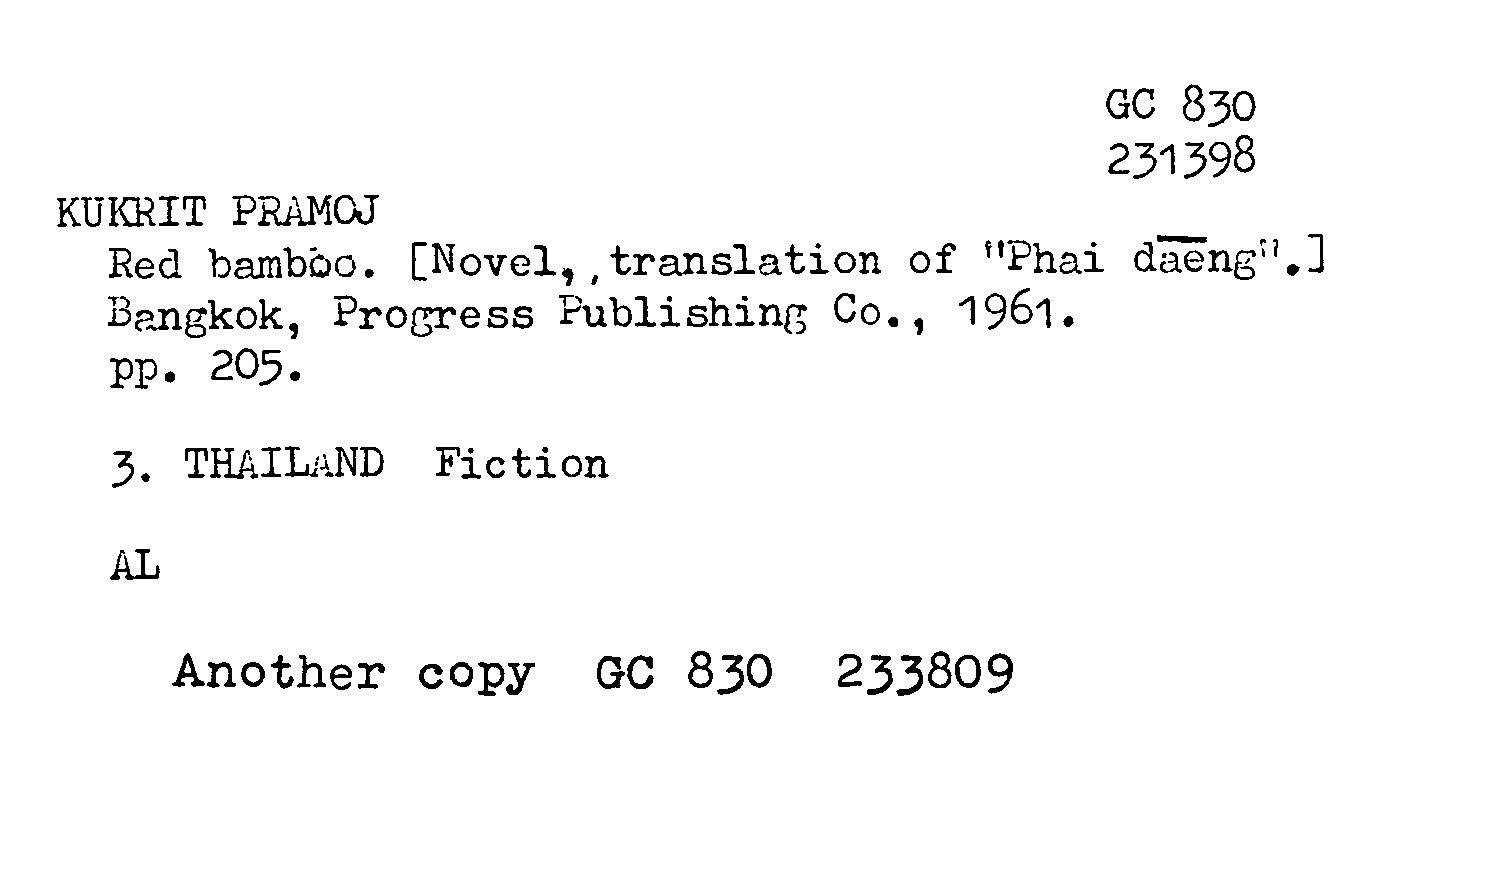 GC 830
231398
KUKRIT PRAMOJ
Red bamboo. [Novel, translation of "Phai dāēng".]
Bangkok, Progress Publishing Co., 1961.
pp. 205.
3. THAILAND Fiction
AL
Another copy GC 830 233809